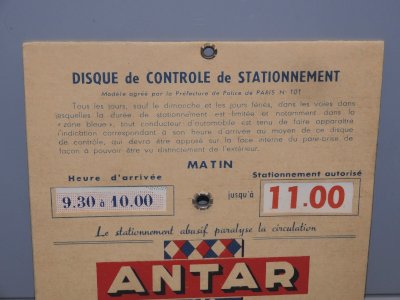 DISQUE de CONTROLE de STATIONNEMENT
Modèle agréé par la Préfecture de Police de PARIS N° 101
Tous les jours, sauf le dimanche et les jours fériés, dans les voies dans
lesquelles la durée de stationnement est limitée et notamment dans la
« zône bleue », tout conducteur d'automobile est tenu de faire apparaître
l'indication correspondant à son heure d'arrivée au moyen de ce disque
de contrôle, qui devra être apposé sur la face interne du pare-brise de
façon à pouvoir être vu distinctement de l'extérieur.
MATIN
Heure d'arrivée
Stationnement autorisé
9.30 à 10.00
jusqu'à
11.00
Le stationnement abusif paralyse la circulation
ANTAR